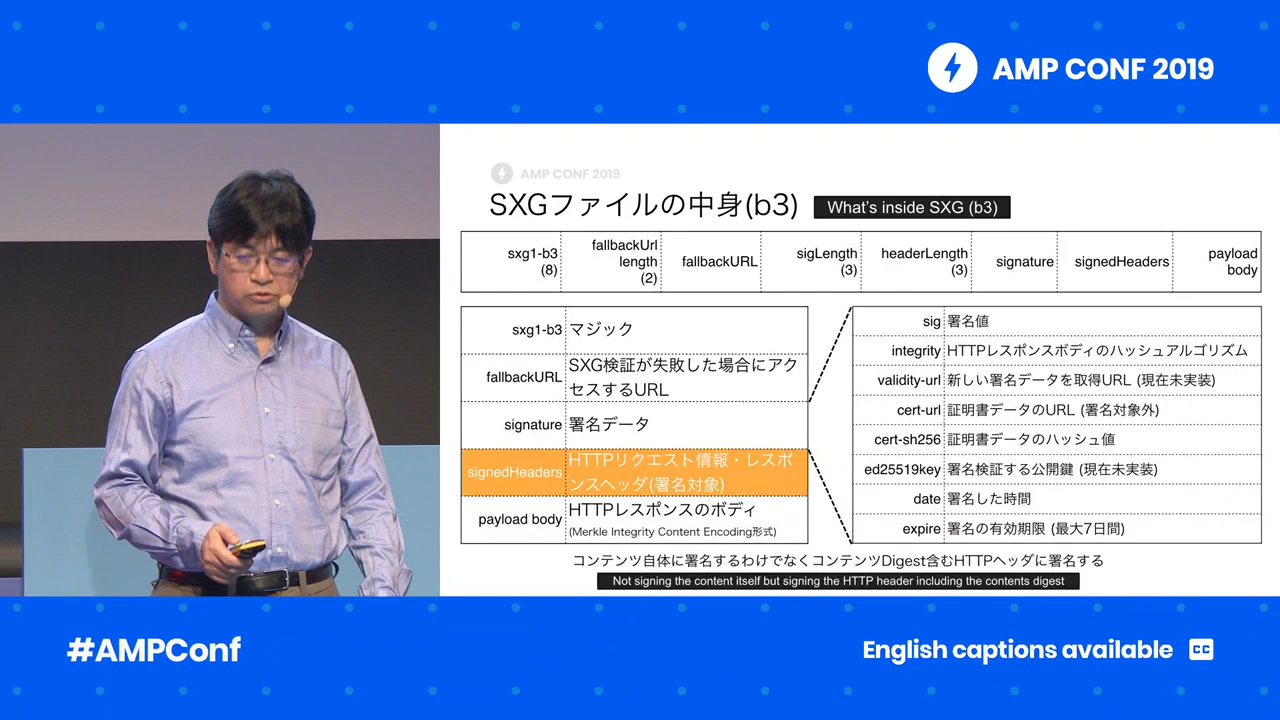 AMP CONF 2019
AMP CONF 2019
SXGファイルの中身(b3)
What's inside SXG (b3)
sxg1-b3
(8)
fallbackUrl
length
(2)
fallbackURL
sigLength
(3)
headerLength
(3)
signature
signedHeaders
payload
body
sxg1-b3
マジック
fallbackURL
SXG検証が失敗した場合にアク
セスするURL
signature
署名データ
signedHeaders
HTTPリクエスト情報・レスポ
ンスヘッダ(署名対象)
payload body
HTTPレスポンスのボディ
(Merkle Integrity Content Encoding形式)
sig
署名値
integrity
HTTPレスポンスボディのハッシュアルゴリズム
validity-url
新しい署名データを取得URL (現在未実装)
cert-url
証明書データのURL (署名対象外)
cert-sh256
証明書データのハッシュ値
ed25519key
署名検証する公開鍵 (現在未実装)
date
署名した時間
expire
署名の有効期限 (最大7日間)
コンテンツ自体に署名するわけでなくコンテンツDigest含むHTTPヘッダに署名する
Not signing the content itself but signing the HTTP header including the contents digest
#AMPConf
English captions available
CC